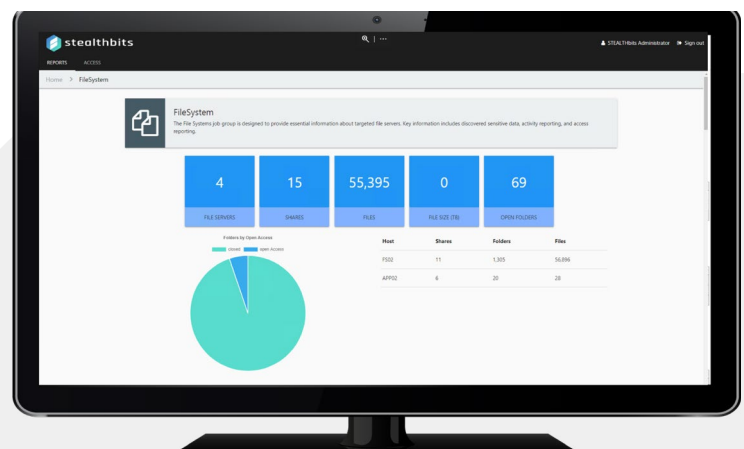 stealthbits
STEALTHbits Administrator Sign out
REPORTS ACCESS
Home > FileSystem
FileSystem
The File Systems job group is designed to provide essential information about targeted file servers. Key information includes discovered sensitive data, activity reporting, and access
reporting.
4 15 55,395 0 69
FILE SERVERS SHARES FILES FILE SIZE (TB) OPEN FOLDERS
Folders by Open Access
closed open Access
Host Shares Folders Files
FS02 11 1,305 56,896
APP02 6 20 28